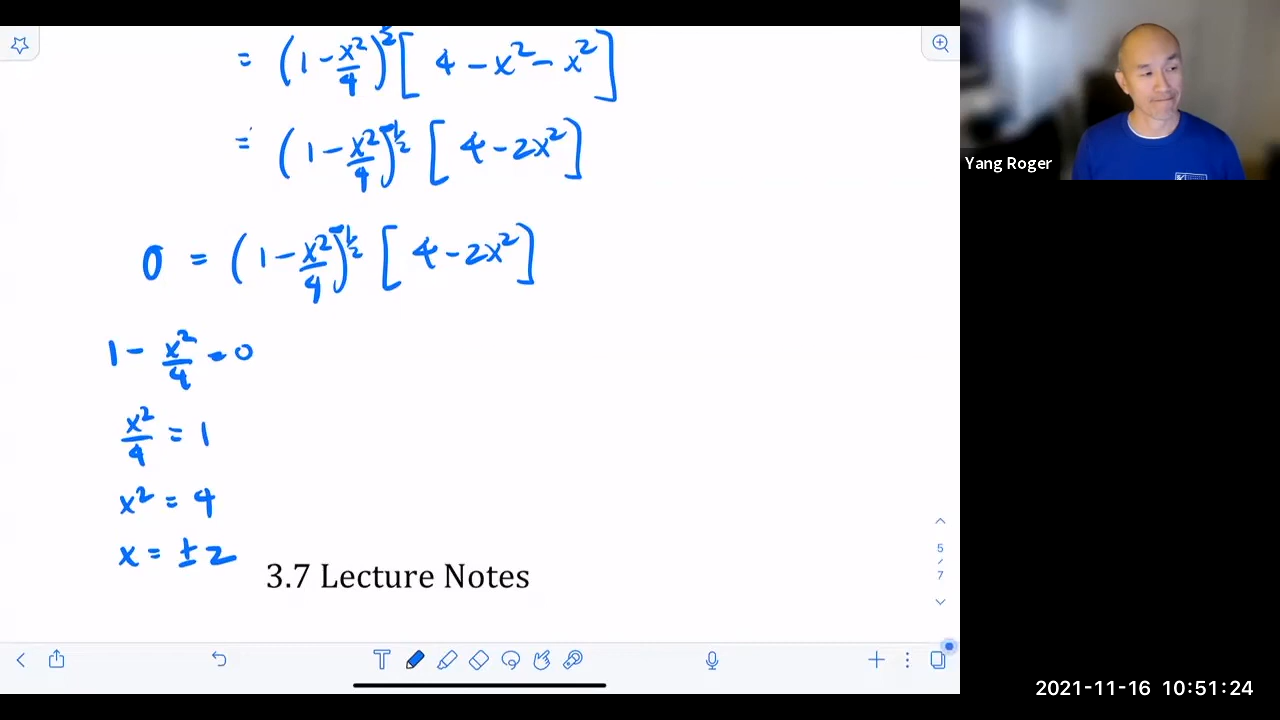 = (1 - x²/4)^(-1/2) [ 4 - x² - x² ]
= (1 - x²/4)^(-1/2) [ 4 - 2x² ]
0 = (1 - x²/4)^(-1/2) [ 4 - 2x² ]
1 - x²/4 = 0
x²/4 = 1
x² = 4
x = ±2
3.7 Lecture Notes
5
/
7
T
Yang Roger
2021-11-16 10:51:24